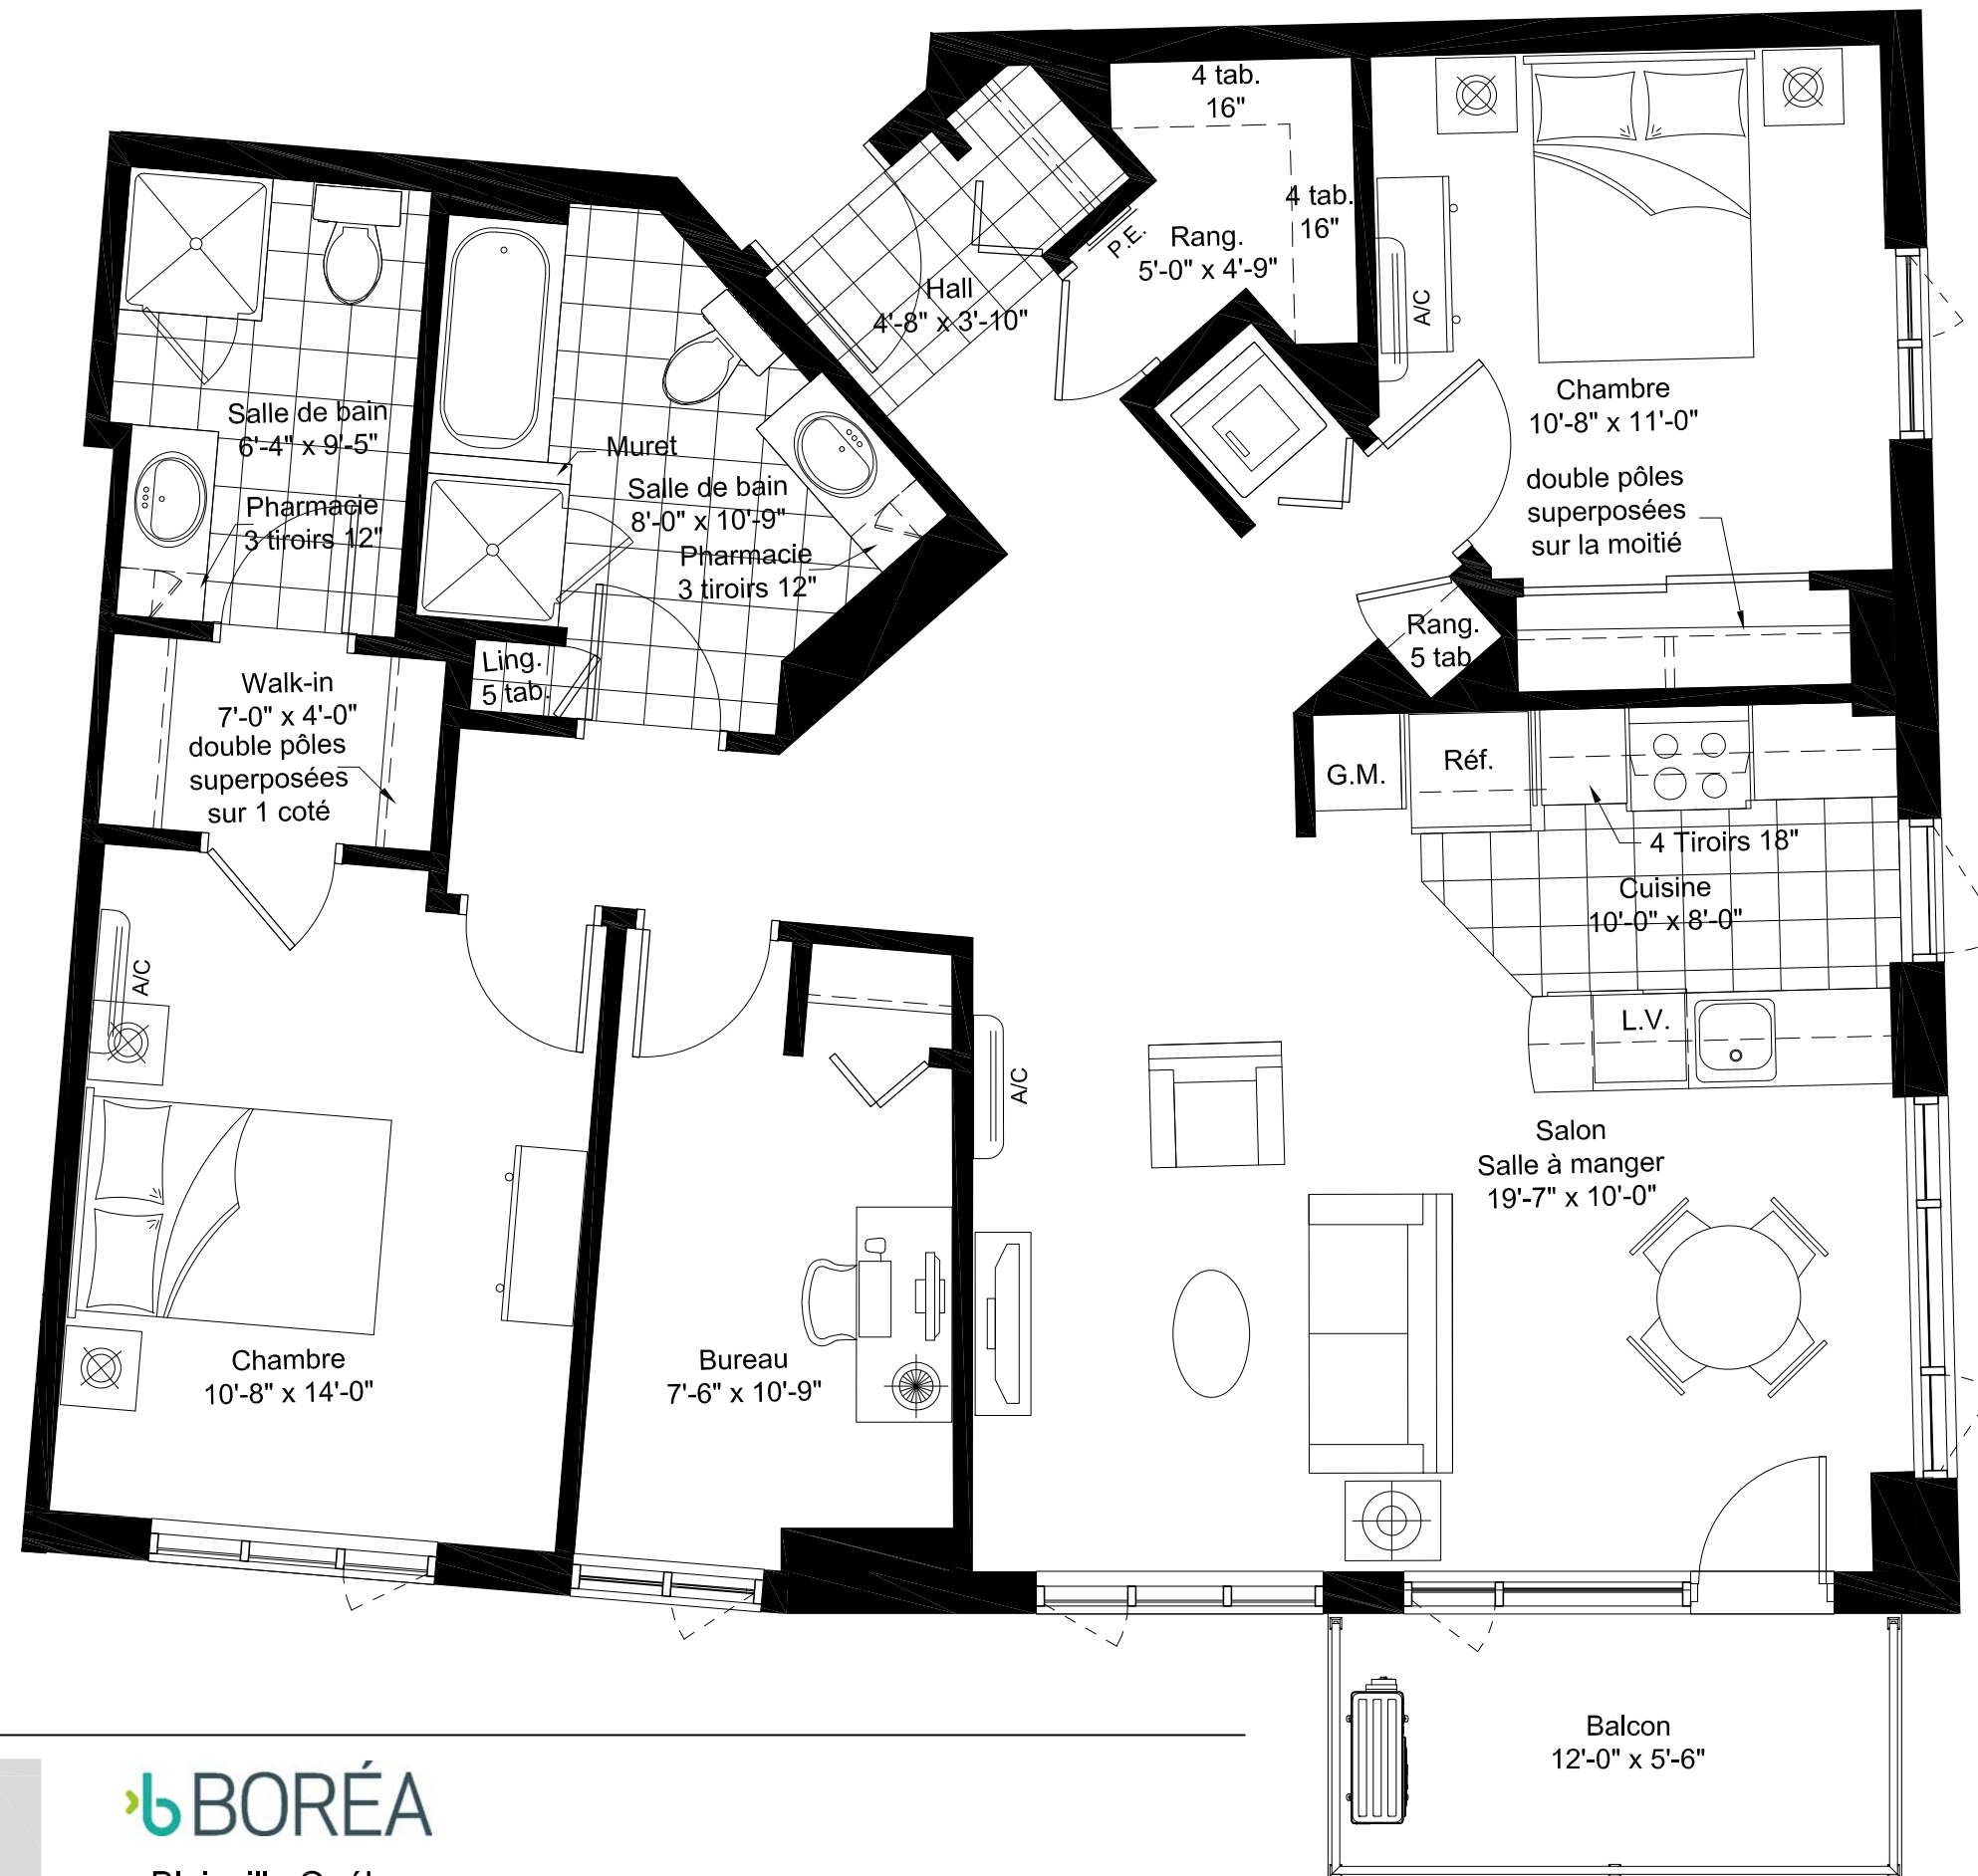 4 tab.
16"
4 tab.
16"
P.E.
Rang.
5'-0" x 4'-9"
Hall
4'-8" x 3'-10"
A/C
Chambre
10'-8" x 11'-0"
double pôles
superposées
sur la moitié
Salle de bain
6'-4" x 9'-5"
Pharmacie
3 tiroirs 12"
Muret
Salle de bain
8'-0" x 10'-9"
Pharmacie
3 tiroirs 12"
Rang.
5 tab.
Ling.
5 tab.
Walk-in
7'-0" x 4'-0"
double pôles
superposées
sur 1 coté
G.M.
Réf.
4 Tiroirs 18"
Cuisine
10'-0" x 8'-0"
L.V.
A/C
A/C
Salon
Salle à manger
19'-7" x 10'-0"
Chambre
10'-8" x 14'-0"
Bureau
7'-6" x 10'-9"
Balcon
12'-0" x 5'-6"
BORÉA